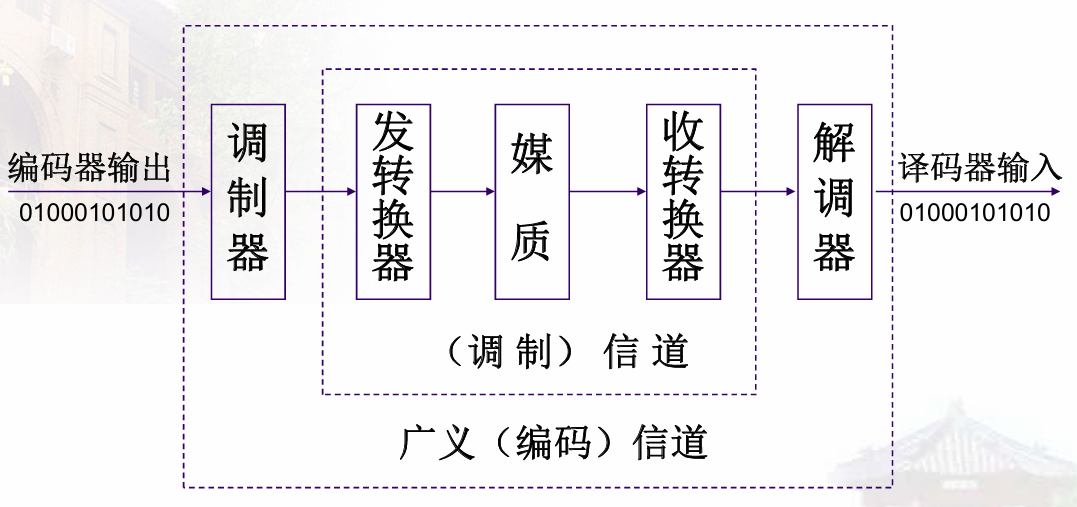 编码器输出
01000101010
调制器
发转换器
媒质
收转换器
解调器
译码器输入
01000101010
（调制）信道
广义（编码）信道